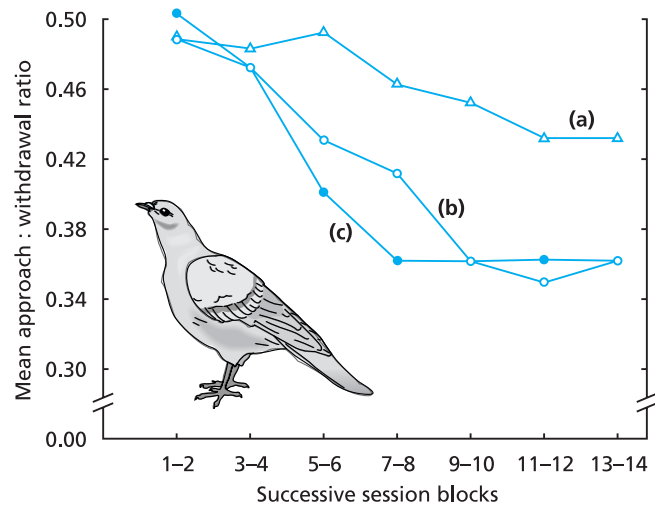 Mean approach : withdrawal ratio
0.50
0.46
0.42
0.38
0.34
0.30
0.00
(a)
(b)
(c)
1–2 3–4 5–6 7–8 9–10 11–12 13–14
Successive session blocks